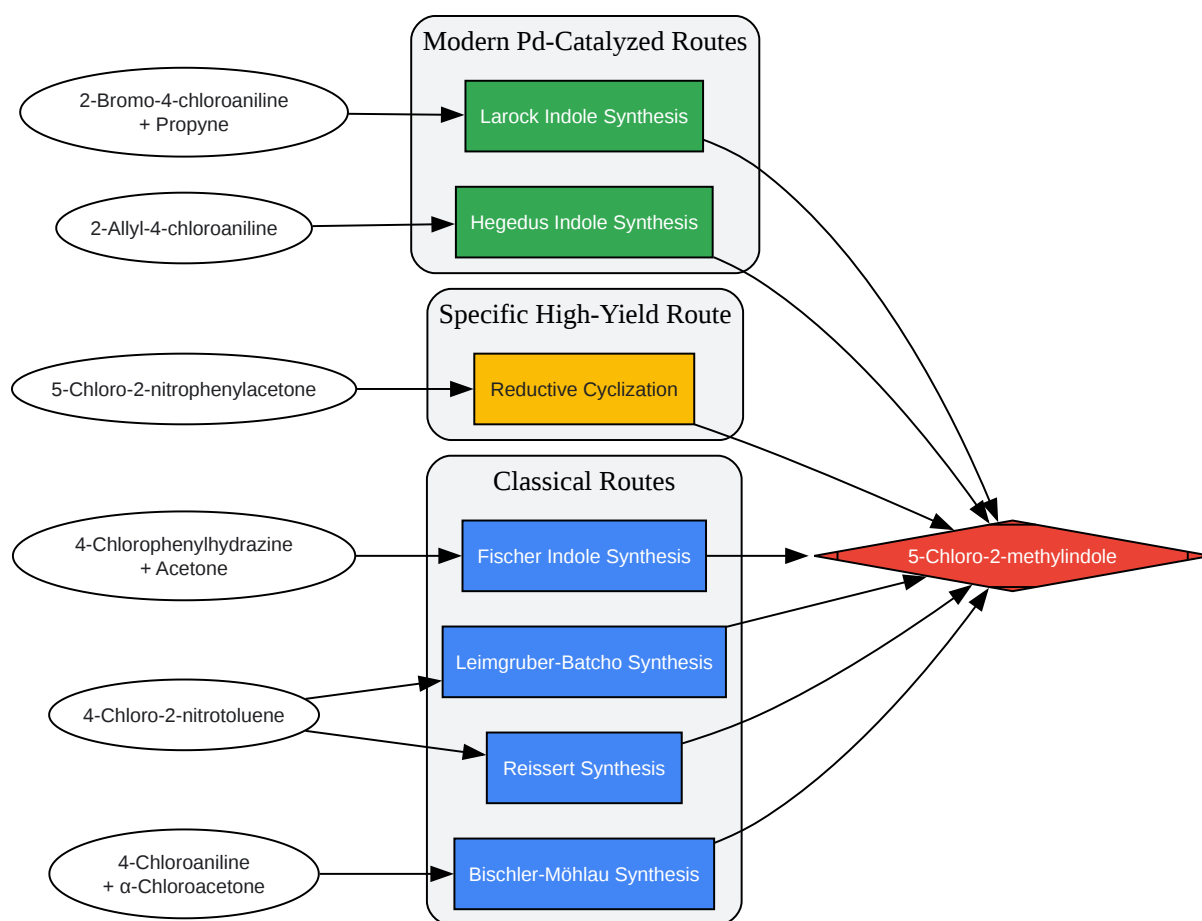 Modern Pd-Catalyzed Routes
2-Bromo-4-chloroaniline
+ Propyne
Larock Indole Synthesis
2-Allyl-4-chloroaniline
Hegedus Indole Synthesis
Specific High-Yield Route
5-Chloro-2-nitrophenylacetone
Reductive Cyclization
Classical Routes
4-Chlorophenylhydrazine
+ Acetone
Fischer Indole Synthesis
5-Chloro-2-methylindole
Leimgruber-Batcho Synthesis
4-Chloro-2-nitrotoluene
Reissert Synthesis
4-Chloroaniline
+ α-Chloroacetone
Bischler-Möhlau Synthesis